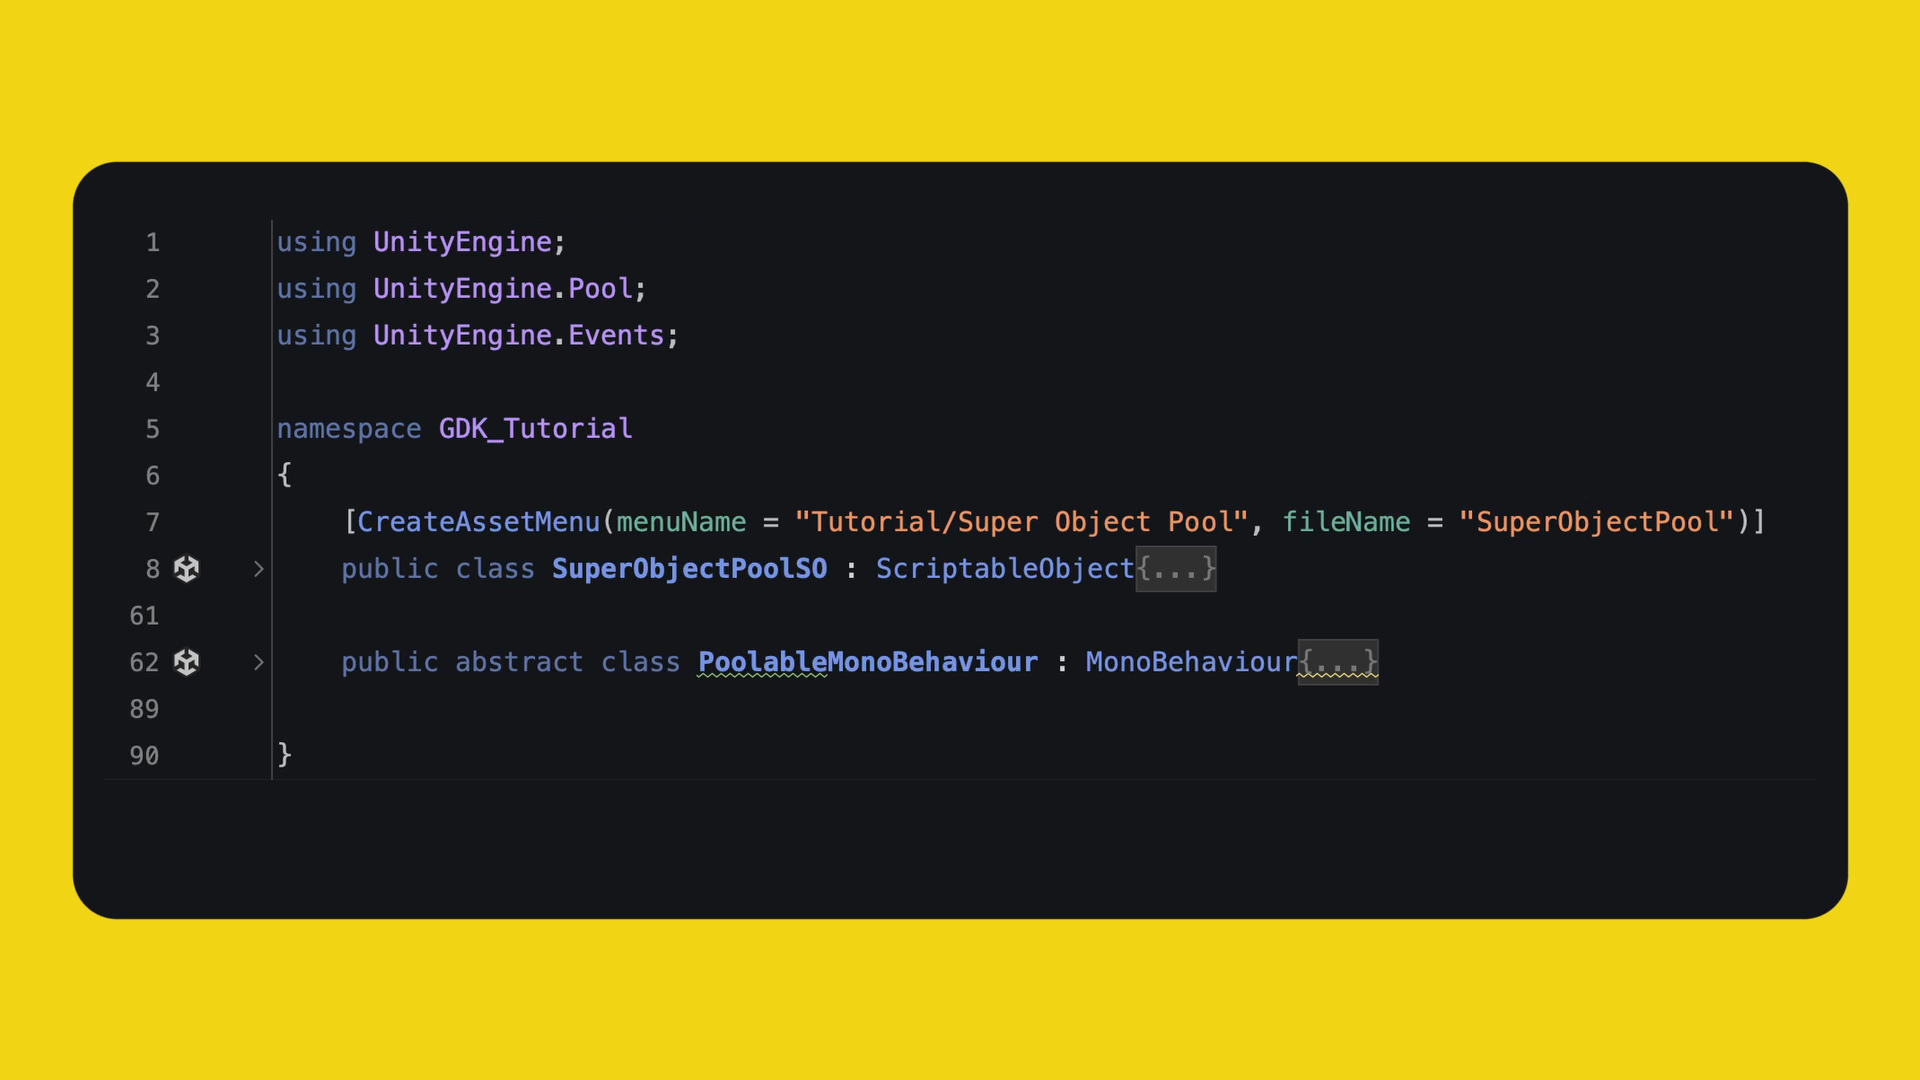 1 using UnityEngine;
2 using UnityEngine.Pool;
3 using UnityEngine.Events;
4
5 namespace GDK_Tutorial
6 {
7 [CreateAssetMenu(menuName = "Tutorial/Super Object Pool", fileName = "SuperObjectPool")]
8 public class SuperObjectPoolSO : ScriptableObject{...}
61
62 public abstract class PoolableMonoBehaviour : MonoBehaviour{...}
89
90 }